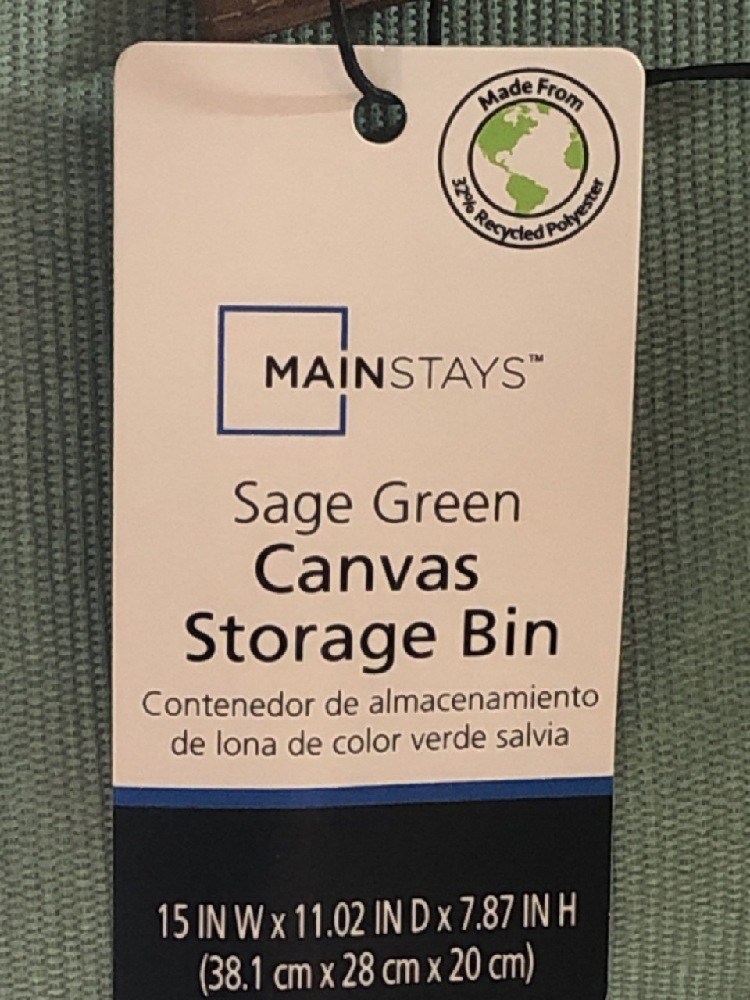 Made From
32% Recycled Polyester
MAINSTAYS™
Sage Green
Canvas
Storage Bin
Contenedor de almacenamiento
de lona de color verde salvia
15 IN W x 11.02 IN D x 7.87 IN H
(38.1 cm x 28 cm x 20 cm)